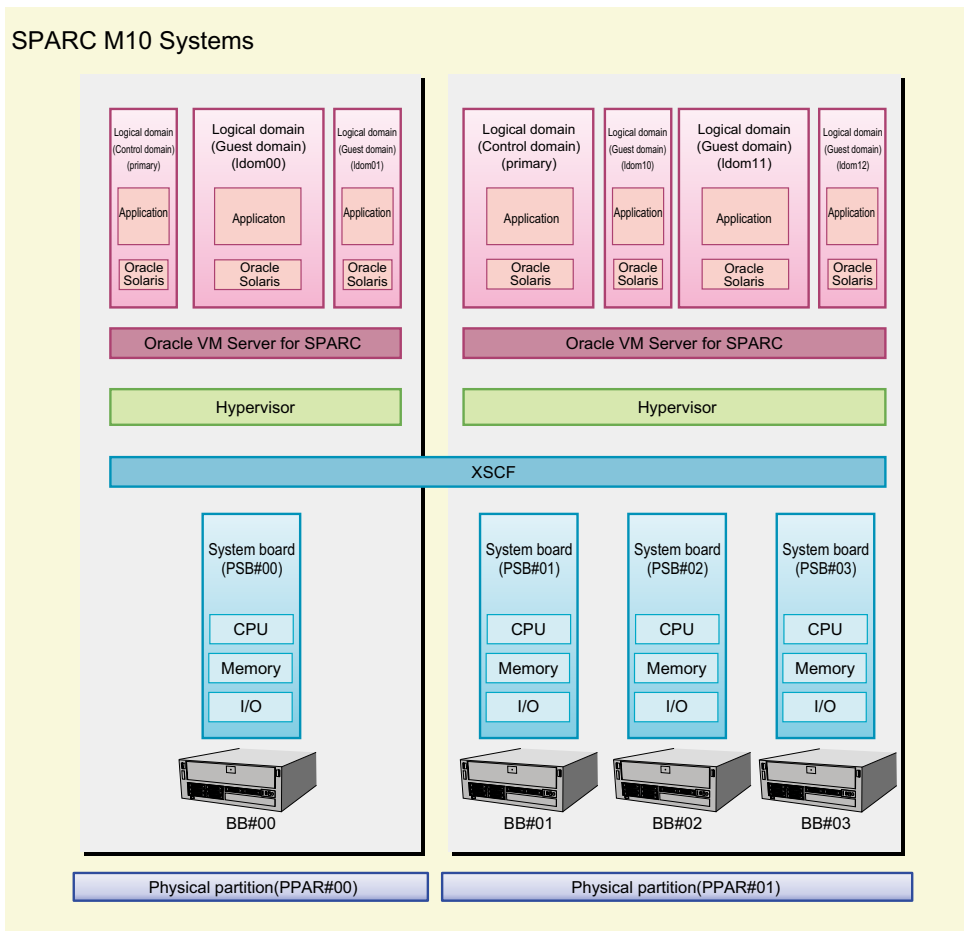 SPARC M10 Systems
Logical domain
(Control domain)
(primary)
Application
Oracle
Solaris
Logical domain
(Guest domain)
(ldom00)
Applicaton
Oracle
Solaris
Logical domain
(Guest domain)
(ldom01)
Application
Oracle
Solaris
Logical domain
(Control domain)
(primary)
Application
Oracle
Solaris
Logical domain
(Guest domain)
(ldom10)
Application
Oracle
Solaris
Logical domain
(Guest domain)
(ldom11)
Application
Oracle
Solaris
Logical domain
(Guest domain)
(ldom12)
Application
Oracle
Solaris
Oracle VM Server for SPARC
Oracle VM Server for SPARC
Hypervisor
Hypervisor
XSCF
System board
(PSB#00)
CPU
Memory
I/O
BB#00
System board
(PSB#01)
CPU
Memory
I/O
BB#01
System board
(PSB#02)
CPU
Memory
I/O
BB#02
System board
(PSB#03)
CPU
Memory
I/O
BB#03
Physical partition(PPAR#00)
Physical partition(PPAR#01)